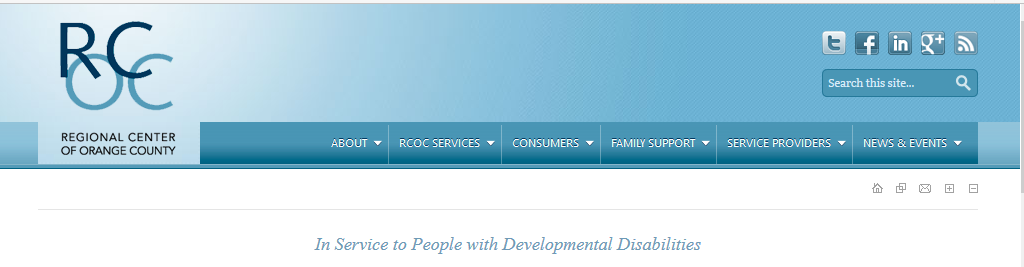 RC
OC
REGIONAL CENTER
OF ORANGE COUNTY
t f in g+
Search this site...
ABOUT RCOC SERVICES CONSUMERS FAMILY SUPPORT SERVICE PROVIDERS NEWS & EVENTS
In Service to People with Developmental Disabilities